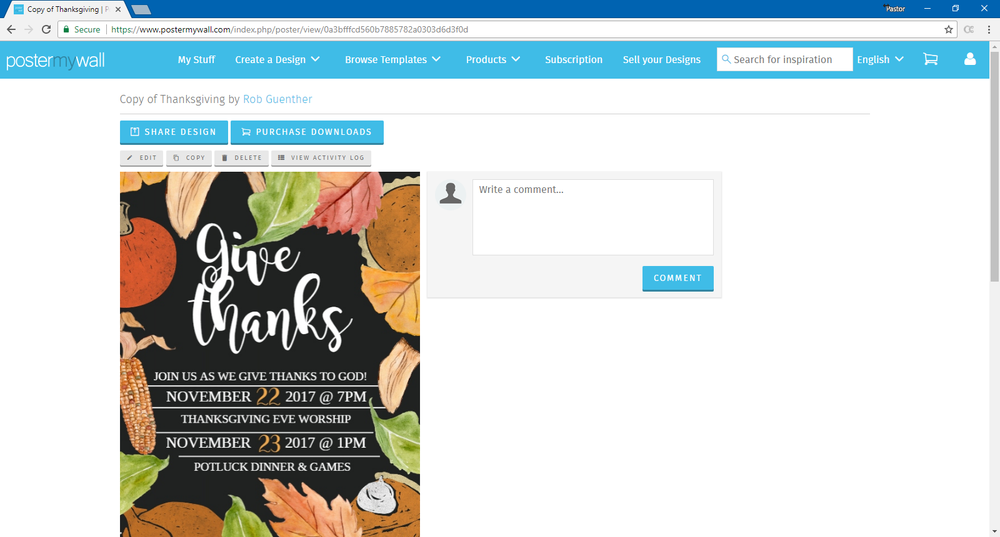 Copy of Thanksgiving | P
Pastor
Secure
https://www.postermywall.com/index.php/poster/view/0a3bfffcd560b7885782a0303d6d3f0d
postermywall
My Stuff
Create a Design
Browse Templates
Products
Subscription
Sell your Designs
Search for inspiration
English
Copy of Thanksgiving by Rob Guenther
SHARE DESIGN
PURCHASE DOWNLOADS
EDIT
COPY
DELETE
VIEW ACTIVITY LOG
Give
thanks
JOIN US AS WE GIVE THANKS TO GOD!
NOVEMBER 22 2017 @ 7PM
THANKSGIVING EVE WORSHIP
NOVEMBER 23 2017 @ 1PM
POTLUCK DINNER & GAMES
Write a comment...
COMMENT